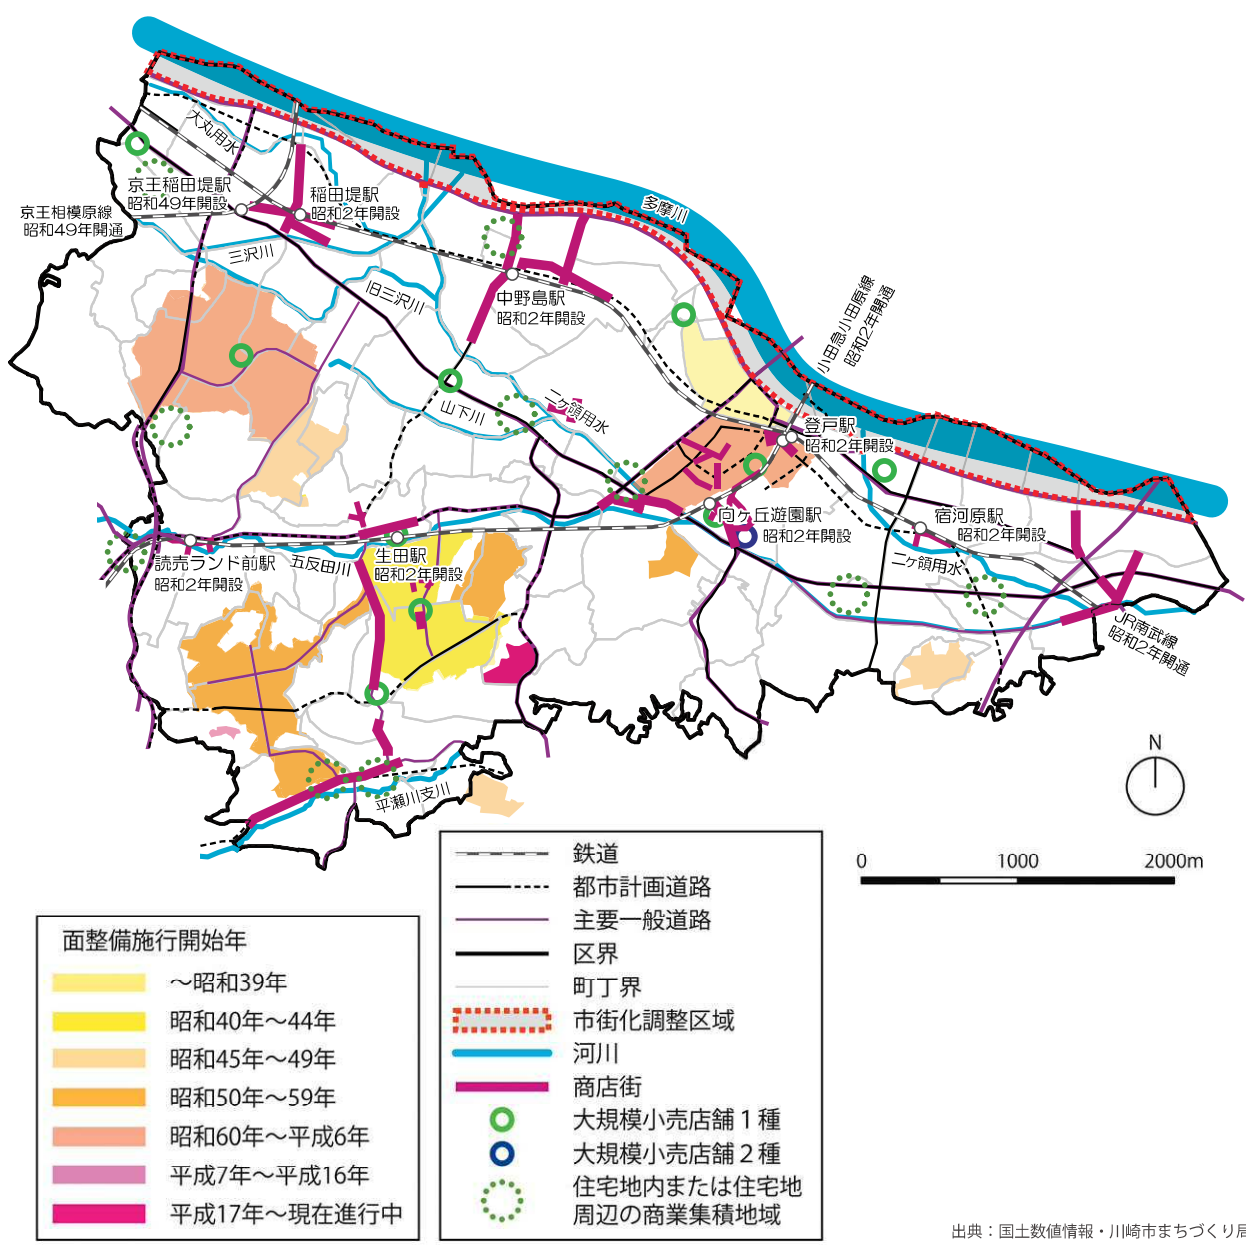 大丸用水
京王稲田堤駅
昭和49年開設
京王相模原線
昭和49年開通
稲田堤駅
昭和2年開設
三沢川
旧三沢川
多摩川
中野島駅
昭和2年開設
小田急小田原線
昭和2年開通
山下川
二ヶ領用水
登戸駅
昭和2年開設
向ヶ丘遊園駅
昭和2年開設
宿河原駅
昭和2年開設
二ヶ領用水
読売ランド前駅
昭和2年開設
五反田川
生田駅
昭和2年開設
JR南武線
昭和2年開通
平瀬川支川
N
0 1000 2000m
鉄道
都市計画道路
主要一般道路
区界
町丁界
市街化調整区域
河川
商店街
大規模小売店舗1種
大規模小売店舗2種
住宅地内または住宅地
周辺の商業集積地域
面整備施行開始年
～昭和39年
昭和40年～44年
昭和45年～49年
昭和50年～59年
昭和60年～平成6年
平成7年～平成16年
平成17年～現在進行中
出典：国土数値情報・川崎市まちづくり局